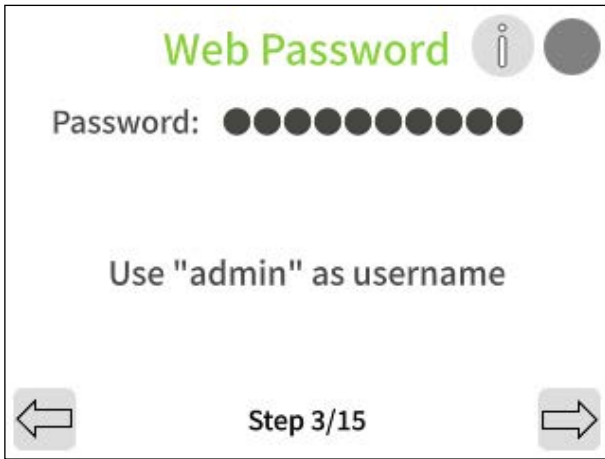 Web Password i
Password: ●●●●●●●●●●
Use "admin" as username
Step 3/15